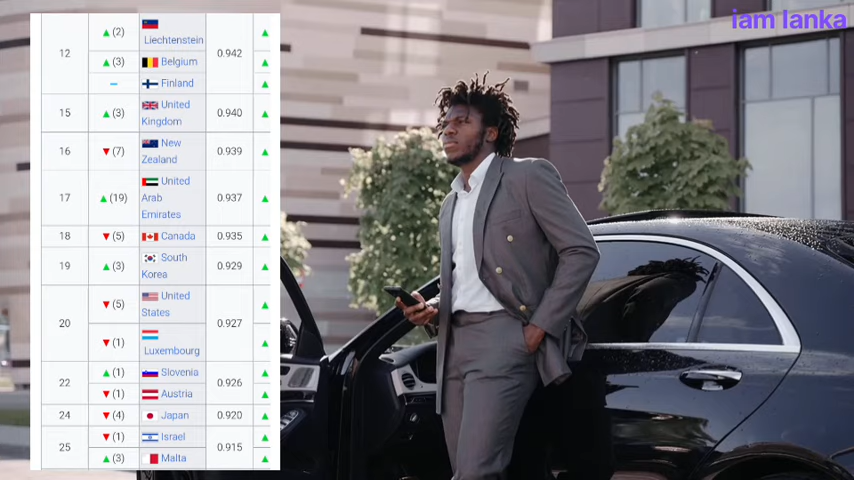 iam lanka
12 ▲ (2) Liechtenstein 0.942 ▲
▲ (3) Belgium ▲
– Finland ▲
15 ▲ (3) United 0.940 ▲
Kingdom
16 ▼ (7) New 0.939 ▲
Zealand
17 ▲ (19) United 0.937 ▲
Arab
Emirates
18 ▼ (5) Canada 0.935 ▲
19 ▲ (3) South 0.929 ▲
Korea
20 ▼ (5) United 0.927 ▲
States
▼ (1) Luxembourg ▲
22 ▲ (1) Slovenia 0.926 ▲
▼ (1) Austria ▲
24 ▼ (4) Japan 0.920 ▲
25 ▼ (1) Israel 0.915 ▲
▲ (3) Malta ▲